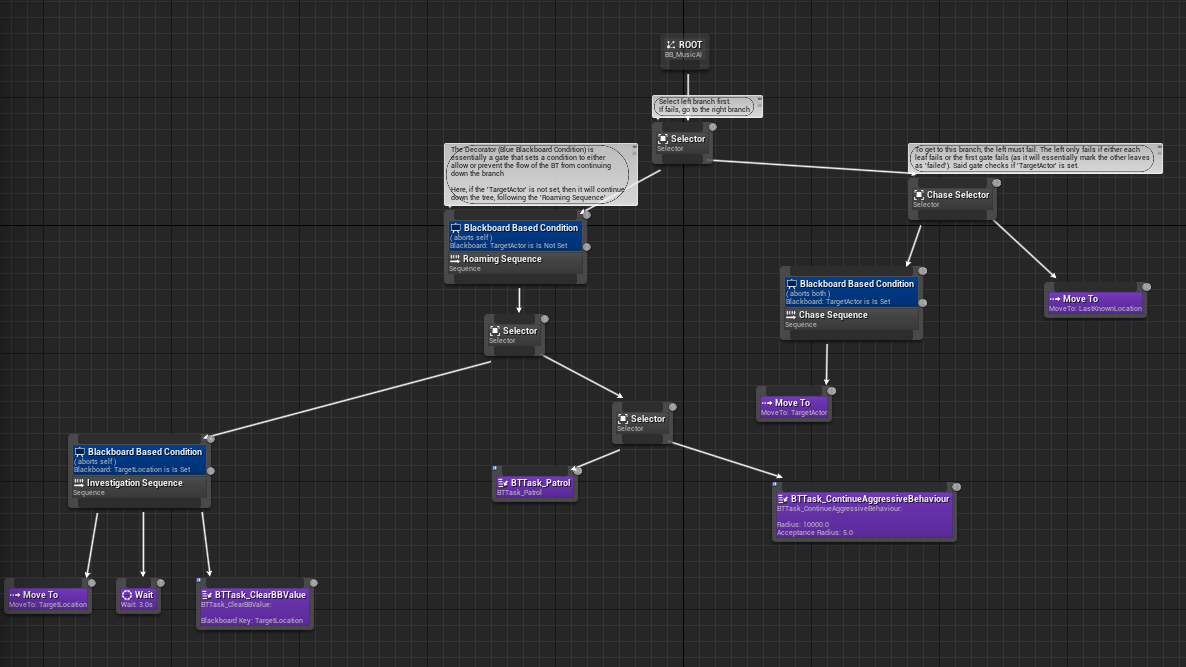 ROOT
BB_MusicAI
Select left branch first.
If fails, go to the right branch
Selector
Selector
The Decorator (Blue Blackboard Condition) is
essentially a gate that sets a condition to either
allow or prevent the flow of the BT from continuing
down the branch
Here, if the 'TargetActor' is not set, then it will continue
down the tree, following the 'Roaming Sequence'
To get to this branch, the left must fail. The left only fails if either each
leaf fails or the first gate fails (as it will essentially mark the other leaves
as 'failed'). Said gate checks if 'TargetActor' is set.
Chase Selector
Selector
Blackboard Based Condition
( aborts self )
Blackboard: TargetActor is Is Not Set
Roaming Sequence
Sequence
Blackboard Based Condition
( aborts both )
Blackboard: TargetActor is Is Set
Chase Sequence
Sequence
Move To
MoveTo: LastKnownLocation
Selector
Selector
Move To
MoveTo: TargetActor
Selector
Selector
Blackboard Based Condition
( aborts self )
Blackboard: TargetLocation is Is Set
Investigation Sequence
Sequence
BTTask_Patrol
BTTask_Patrol
BTTask_ContinueAggressiveBehaviour
BTTask_ContinueAggressiveBehaviour:
Radius: 10000.0
Acceptance Radius: 5.0
Move To
MoveTo: TargetLocation
Wait
Wait: 3.0s
BTTask_ClearBBValue
BTTask_ClearBBValue:
Blackboard Key: TargetLocation